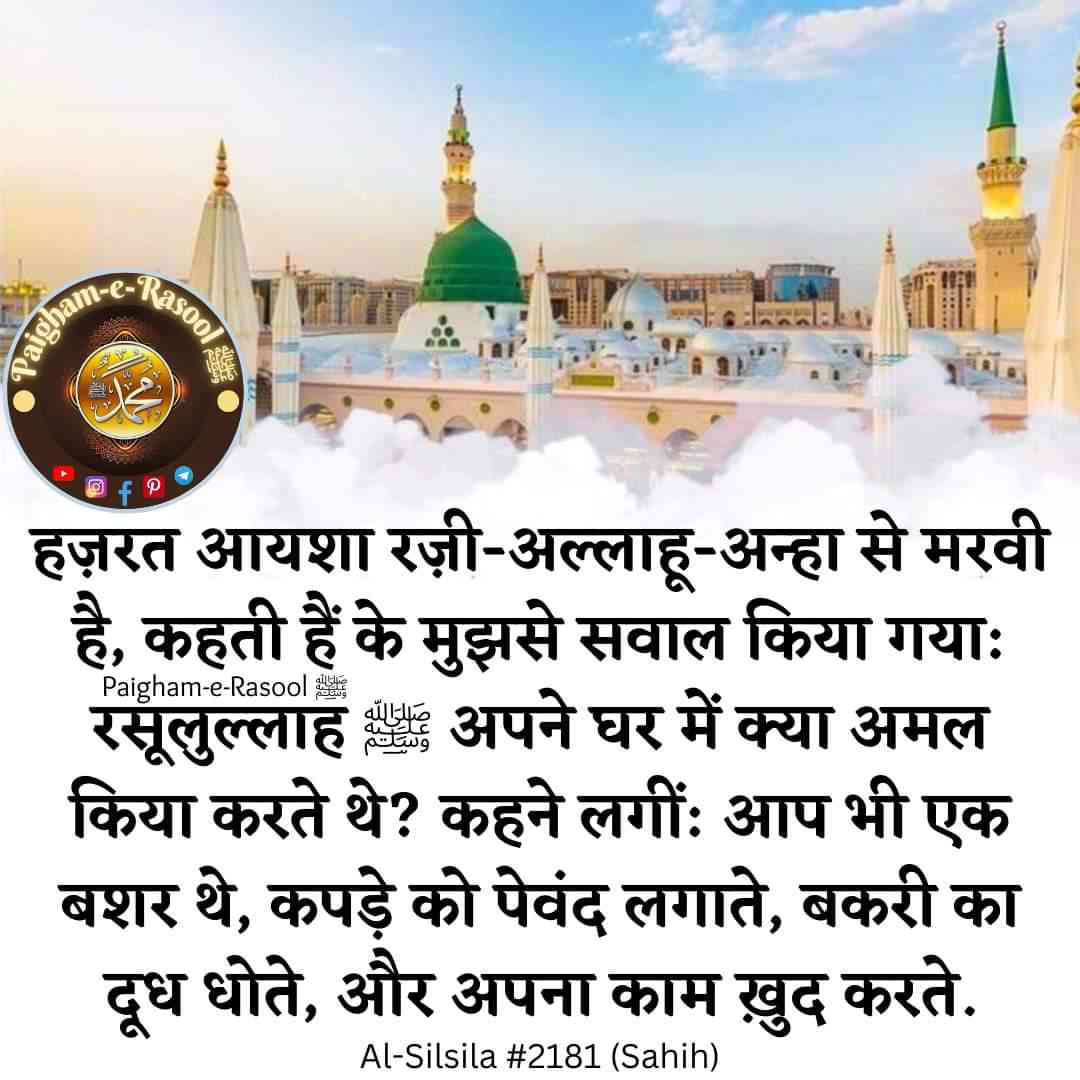 Paigham-e-Rasool ﷺ
محمد ﷺ
हज़रत आयशा रज़ी-अल्लाहू-अन्हा से मरवी
है, कहती हैं के मुझसे सवाल किया गयाः
Paigham-e-Rasool ﷺ
रसूलुल्लाह ﷺ अपने घर में क्या अमल
किया करते थे? कहने लगींः आप भी एक
बशर थे, कपड़े को पेवंद लगाते, बकरी का
दूध धोते, और अपना काम ख़ुद करते.
Al-Silsila #2181 (Sahih)